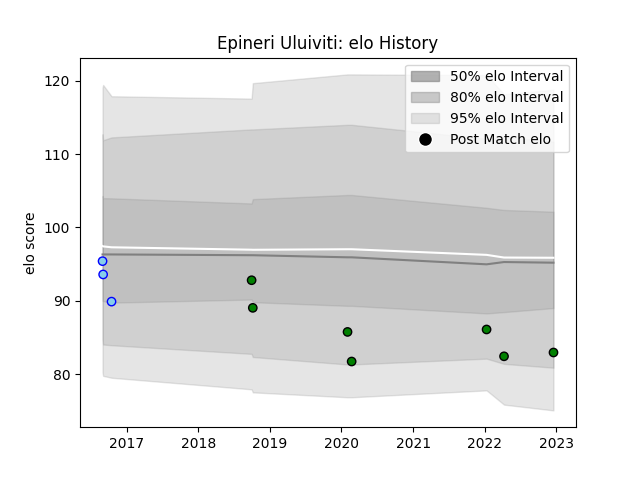 Epineri Uluiviti: elo History
50% elo Interval
80% elo Interval
95% elo Interval
Post Match elo
elo score
120
110
100
90
80
2017 2018 2019 2020 2021 2022 2023